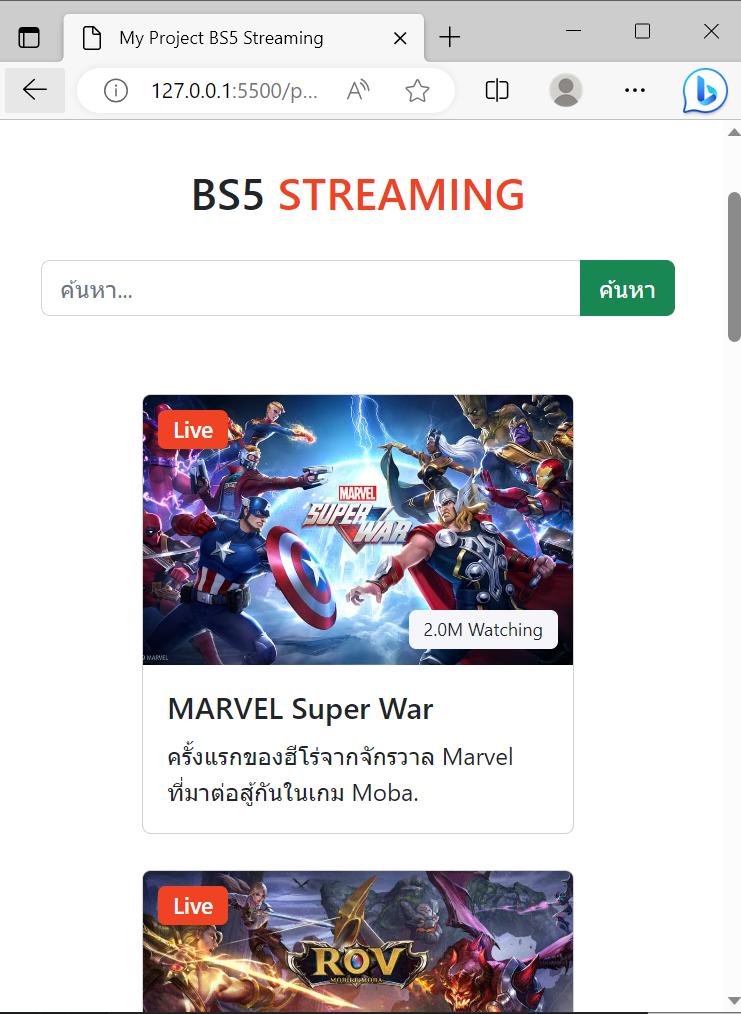 My Project BS5 Streaming
127.0.0.1:5500/p...
BS5 STREAMING
ค้นหา...
ค้นหา
Live
MARVEL
SUPER WAR
2.0M Watching
MARVEL Super War
ครั้งแรกของฮีโร่จากจักรวาล Marvel
ที่มาต่อสู้กันในเกม Moba.
Live
ROV
MOBILE MOBA